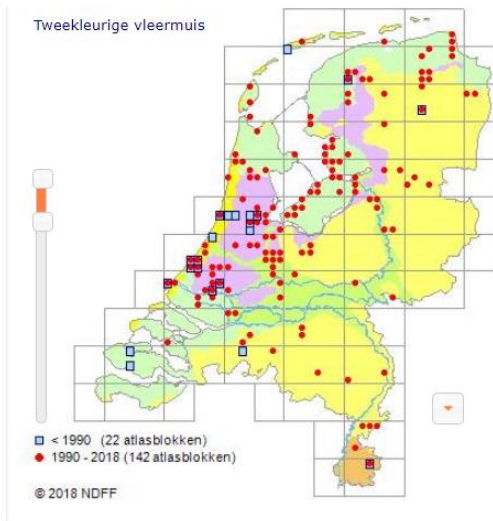 Tweekleurige vleermuis
< 1990 (22 atlasblokken)
1990 - 2018 (142 atlasblokken)
© 2018 NDFF